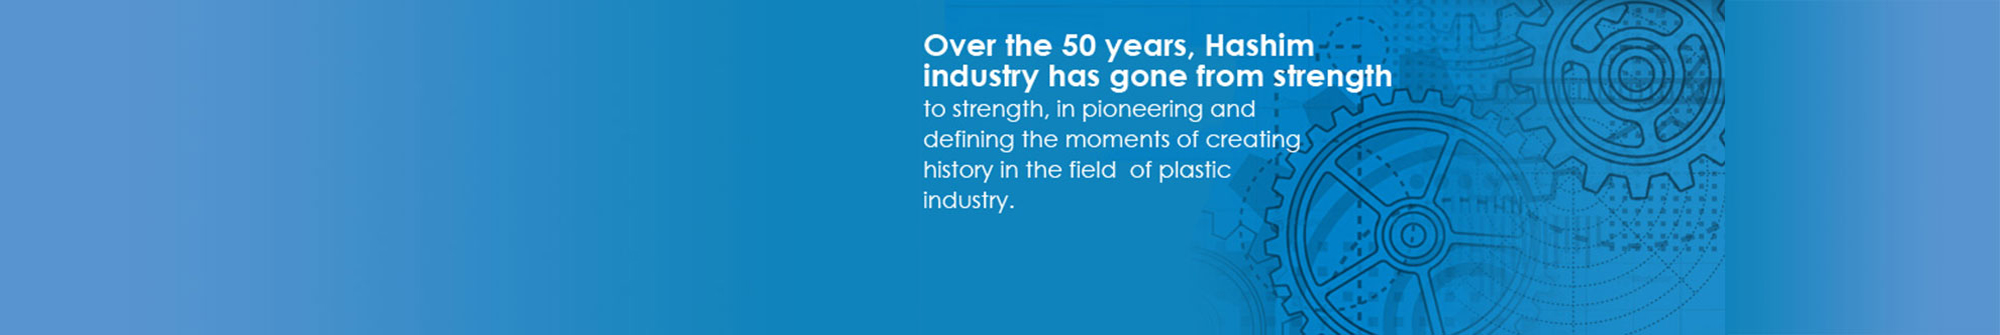 Over the 50 years, Hashim
industry has gone from strength
to strength, in pioneering and
defining the moments of creating
history in the field  of plastic
industry.